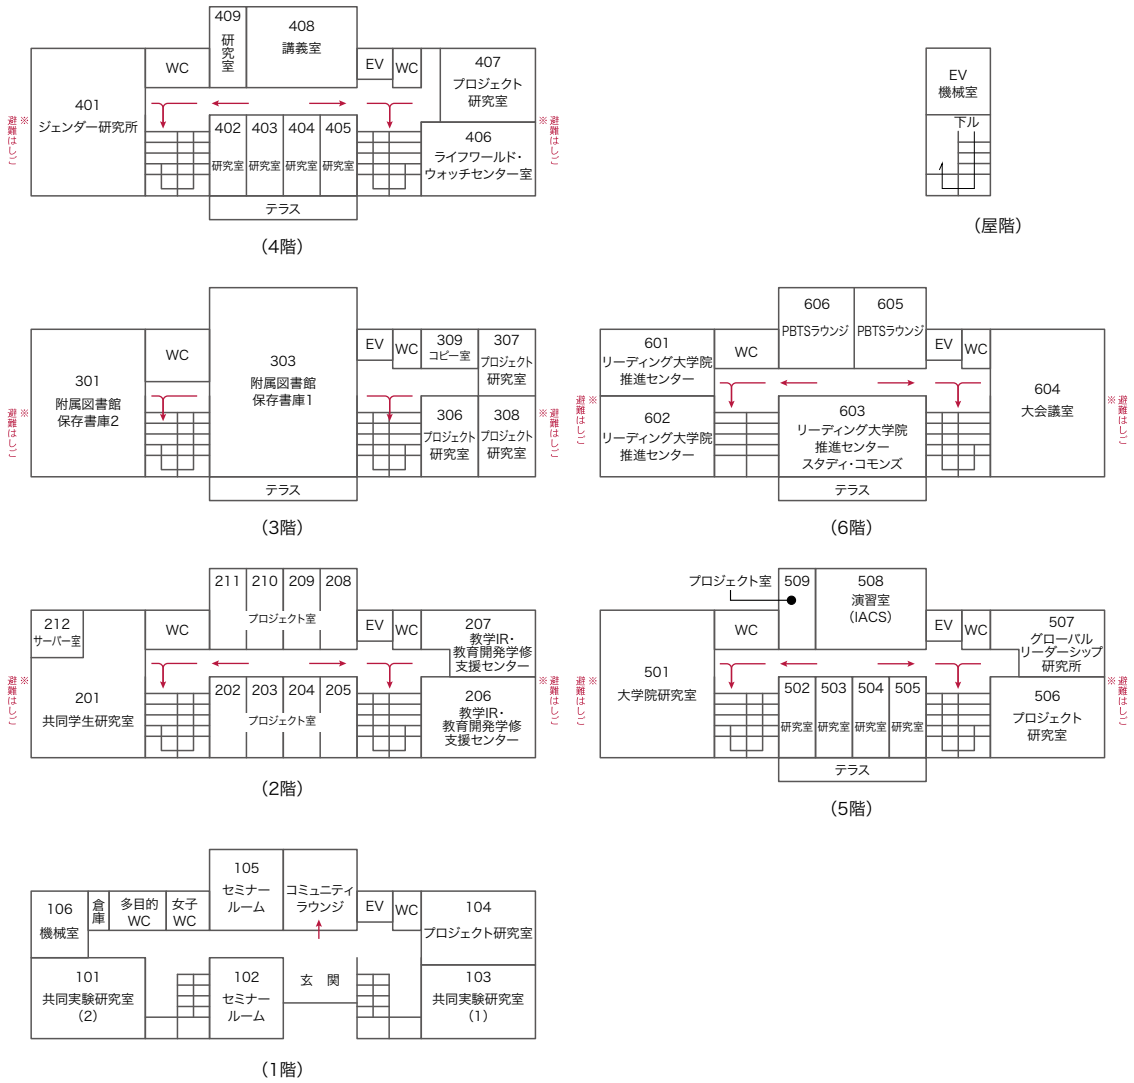 409
研究室
408
講義室
WC
EV
WC
407
プロジェクト
研究室
401
ジェンダー研究所
402
研究室
403
研究室
404
研究室
405
研究室
406
ライフワールド・
ウォッチセンター室
※避難はしご
※避難はしご
テラス
（4階）
EV
機械室
下ル
（屋階）
301
附属図書館
保存書庫2
WC
303
附属図書館
保存書庫1
EV
WC
309
コピー室
307
プロジェクト
研究室
306
プロジェクト
研究室
308
プロジェクト
研究室
※避難はしご
※避難はしご
テラス
（3階）
606
PBTSラウンジ
605
PBTSラウンジ
601
リーディング大学院
推進センター
WC
EV
WC
604
大会議室
602
リーディング大学院
推進センター
603
リーディング大学院
推進センター
スタディ・コモンズ
※避難はしご
※避難はしご
テラス
（6階）
211
210
209
208
プロジェクト室
212
サーバー室
WC
EV
WC
207
教学IR・
教育開発学修
支援センター
201
共同学生研究室
202
203
204
205
プロジェクト室
206
教学IR・
教育開発学修
支援センター
※避難はしご
※避難はしご
（2階）
プロジェクト室
509
508
演習室
（IACS）
WC
EV
WC
507
グローバル
リーダーシップ
研究所
501
大学院研究室
502
研究室
503
研究室
504
研究室
505
研究室
506
プロジェクト
研究室
※避難はしご
※避難はしご
テラス
（5階）
105
セミナー
ルーム
コミュニティ
ラウンジ
106
機械室
倉庫
多目的
WC
女子
WC
EV
WC
104
プロジェクト研究室
101
共同実験研究室
（2）
102
セミナー
ルーム
玄　関
103
共同実験研究室
（1）
（1階）